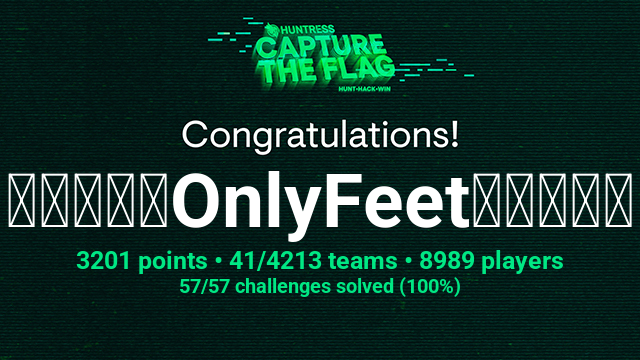 HUNTRESS
CAPTURE
THE FLAG
HUNT•HACK•WIN
Congratulations!
OnlyFeet
3201 points • 41/4213 teams • 8989 players
57/57 challenges solved (100%)